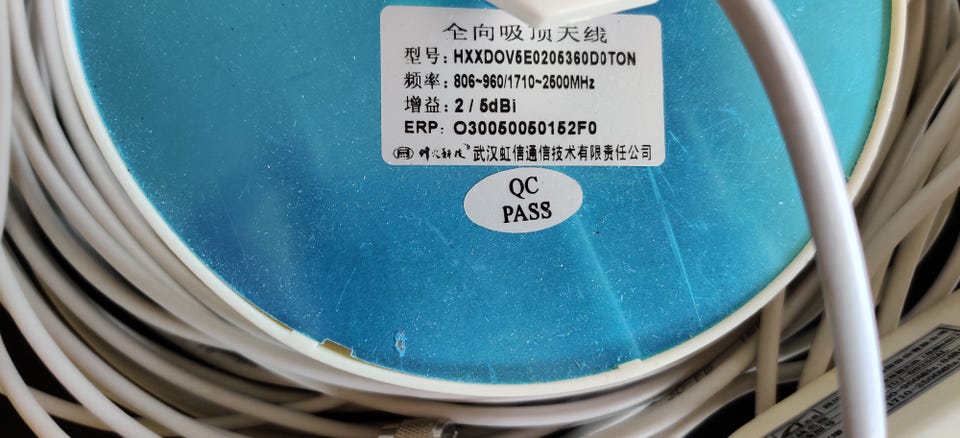 全向吸顶天线
型号: HXXDOV5E0205360D0TON
频率: 806~960/1710~2500MHz
增益: 2 / 5dBi
ERP: O30050050152F0
武汉虹信通信技术有限责任公司
QC
PASS